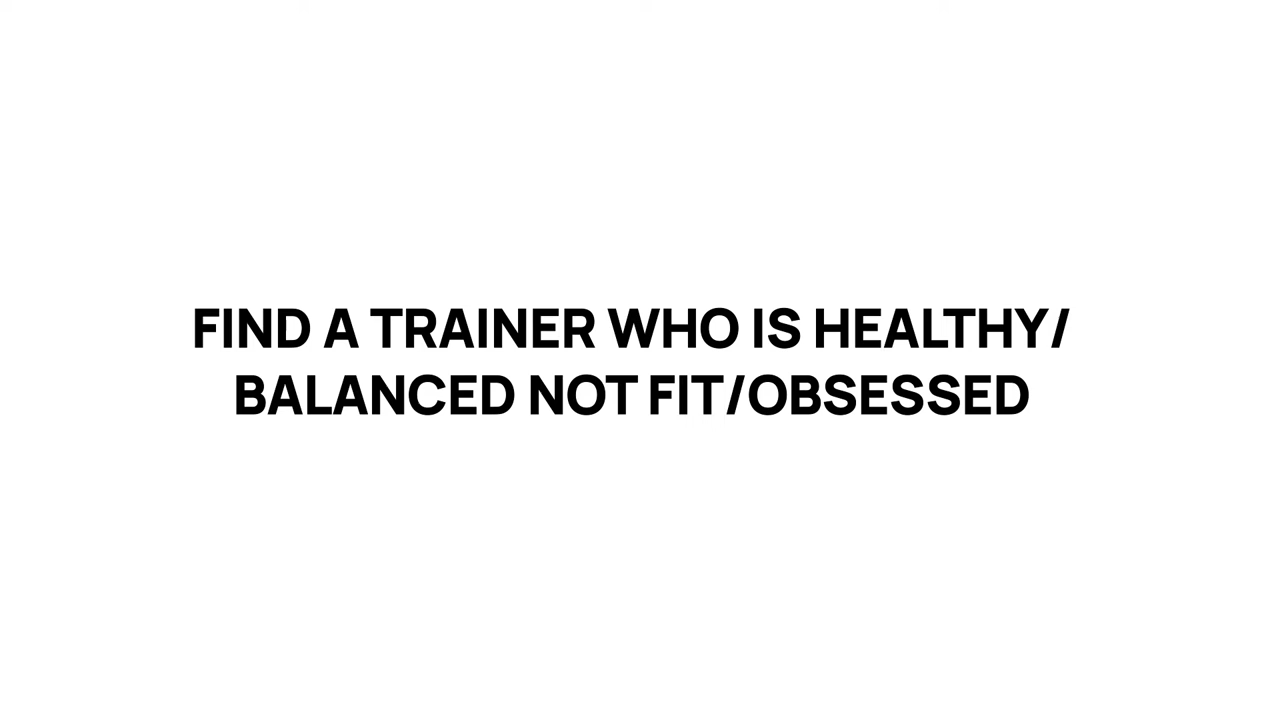 FIND A TRAINER WHO IS HEALTHY/
BALANCED NOT FIT/OBSESSED